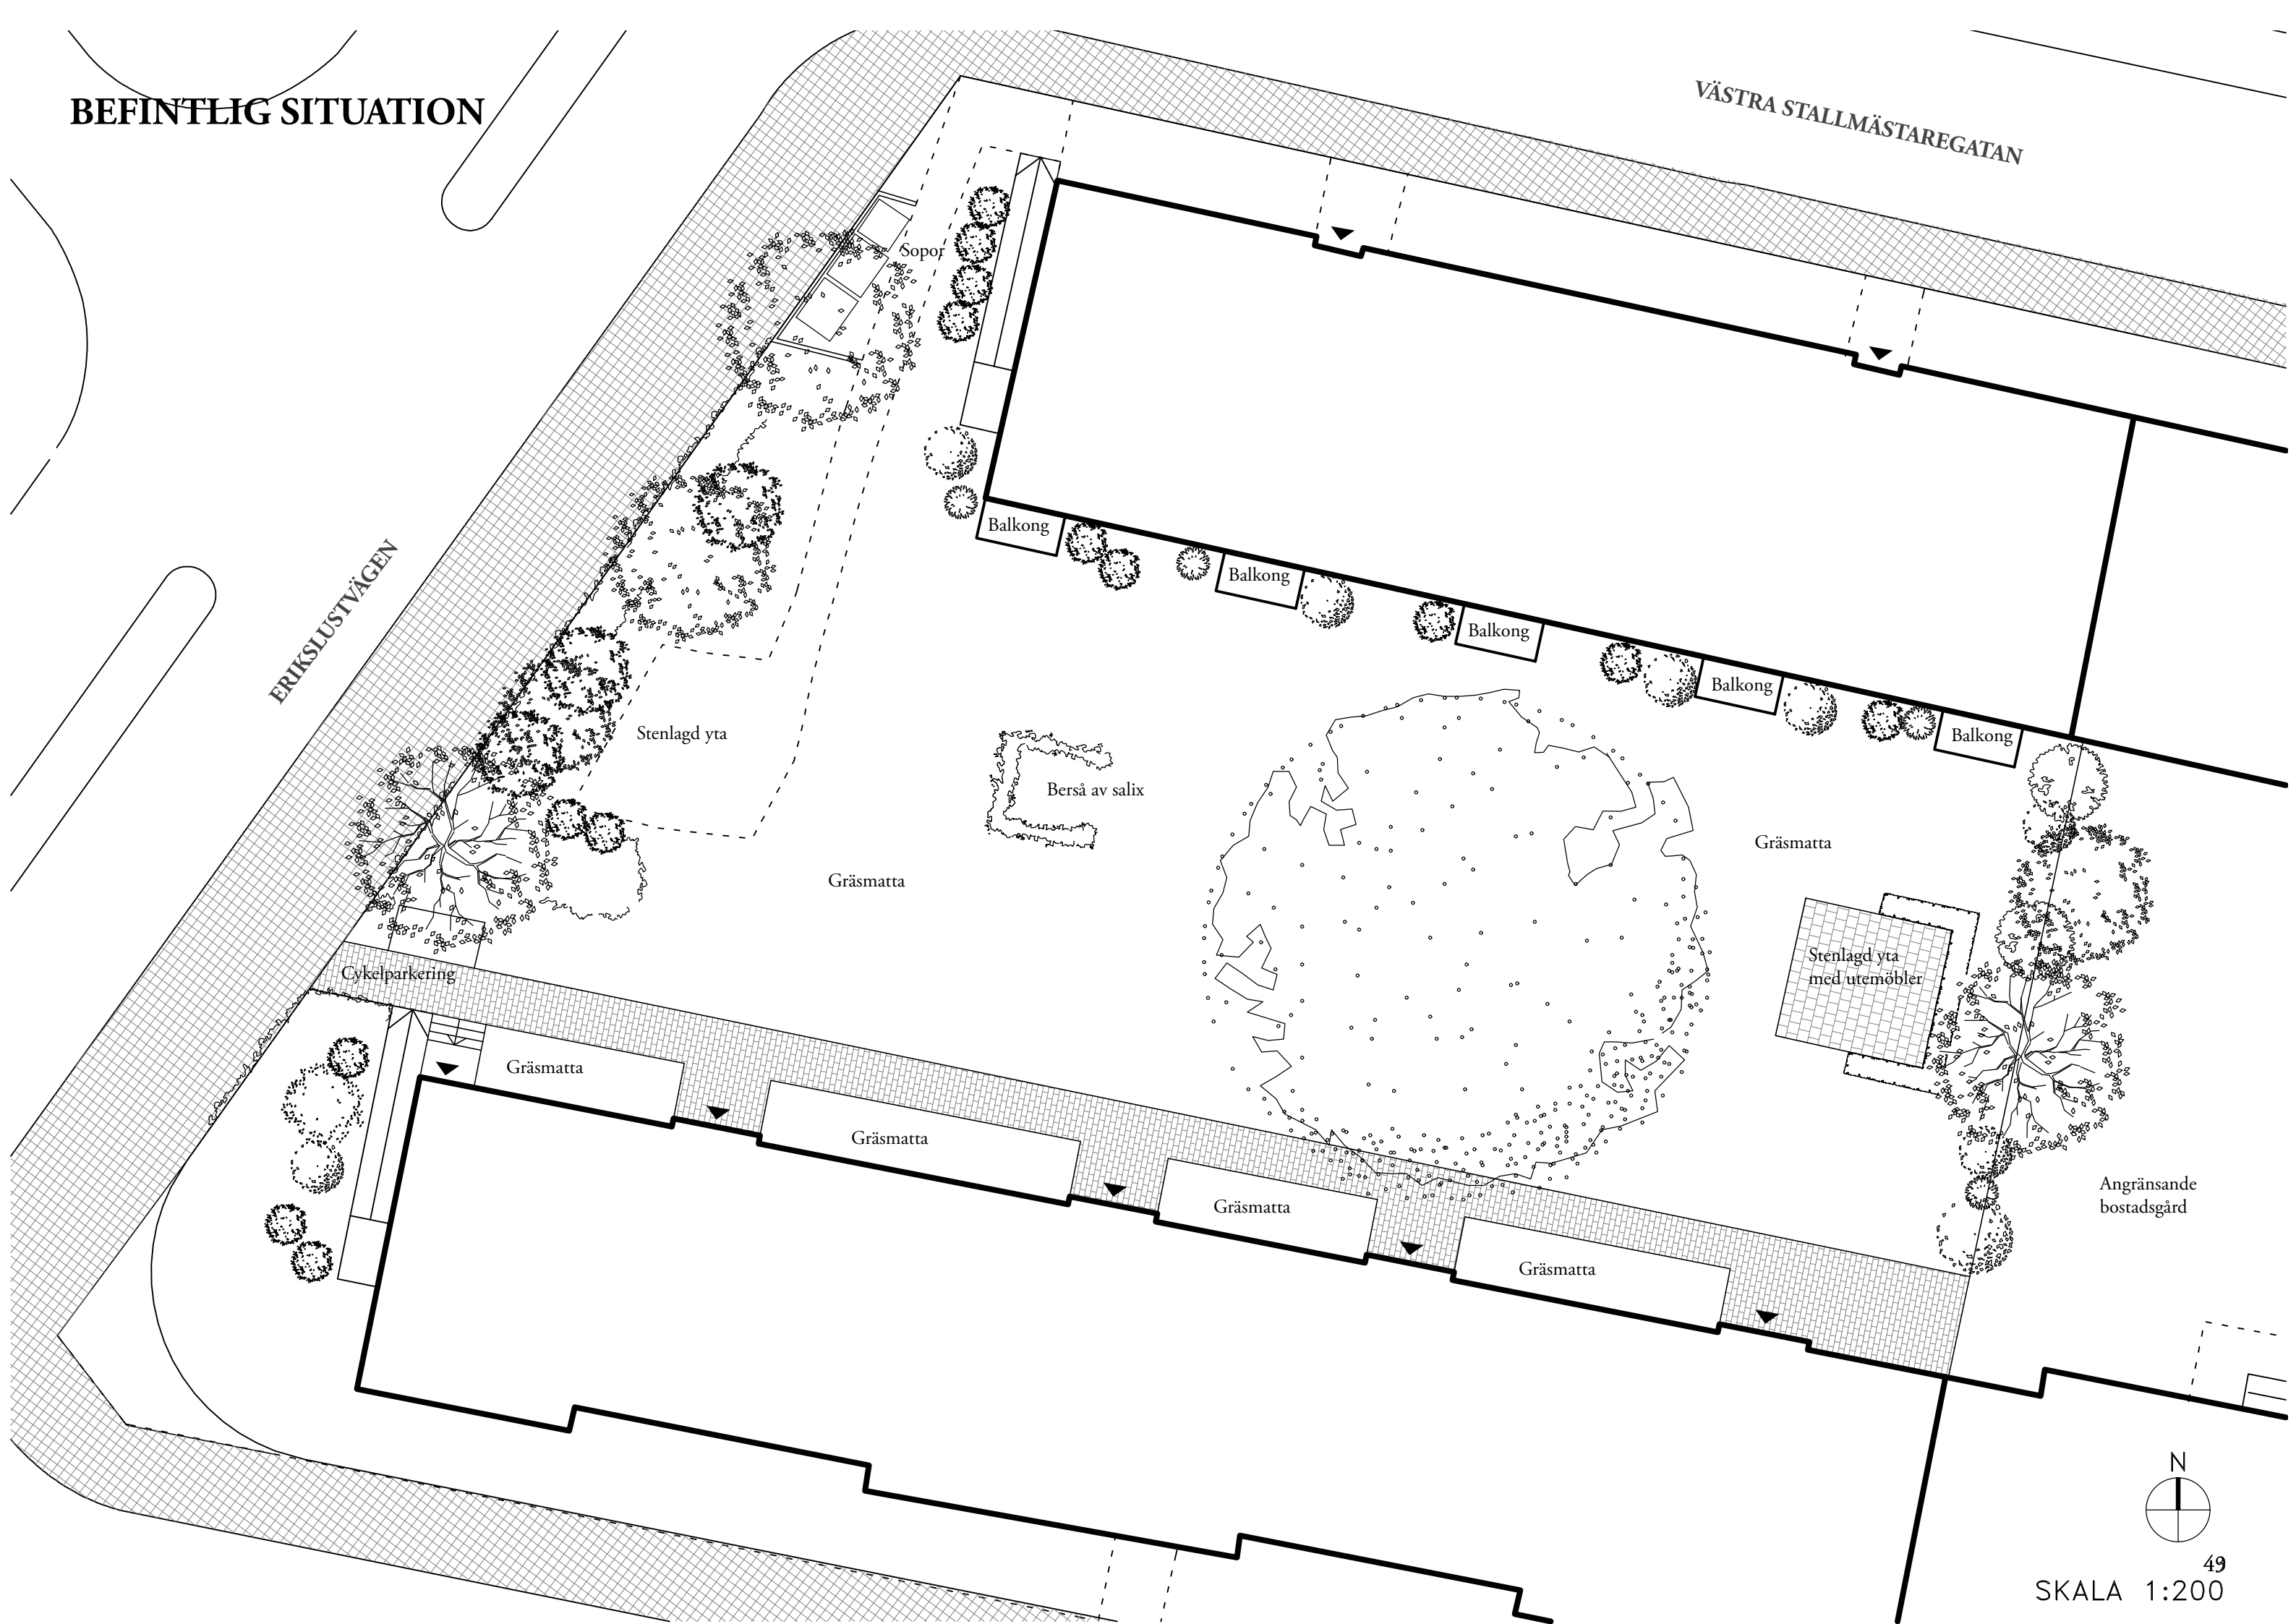 BEFINTLIG SITUATION
VÄSTRA STALLMÄSTAREGATAN
Sopor
ERIKSLUSTVÄGEN
Balkong
Balkong
Balkong
Balkong
Balkong
Stenlagd yta
Berså av salix
Gräsmatta
Gräsmatta
Stenlagd yta
med utemöbler
Cykelparkering
Gräsmatta
Gräsmatta
Gräsmatta
Gräsmatta
Angränsande
bostadsgård
N
49
SKALA 1:200